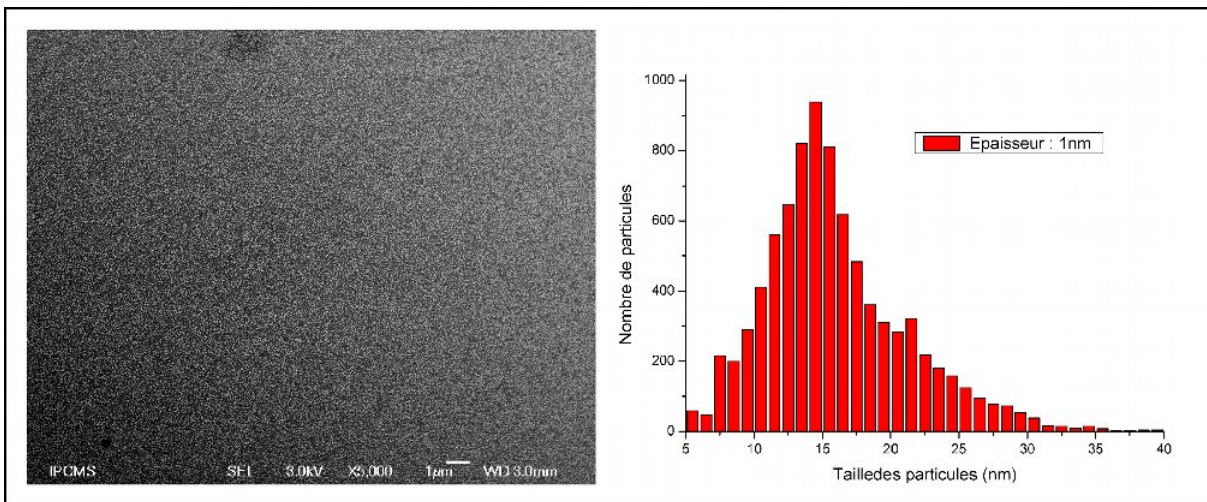 IPCMS SEI 3.0kV X5,000 1μm WD 3.0mm
1000
800
600
400
200
0
Nombre de particules
Epaisseur : 1nm
5 10 15 20 25 30 35 40
Tailledes particules (nm)